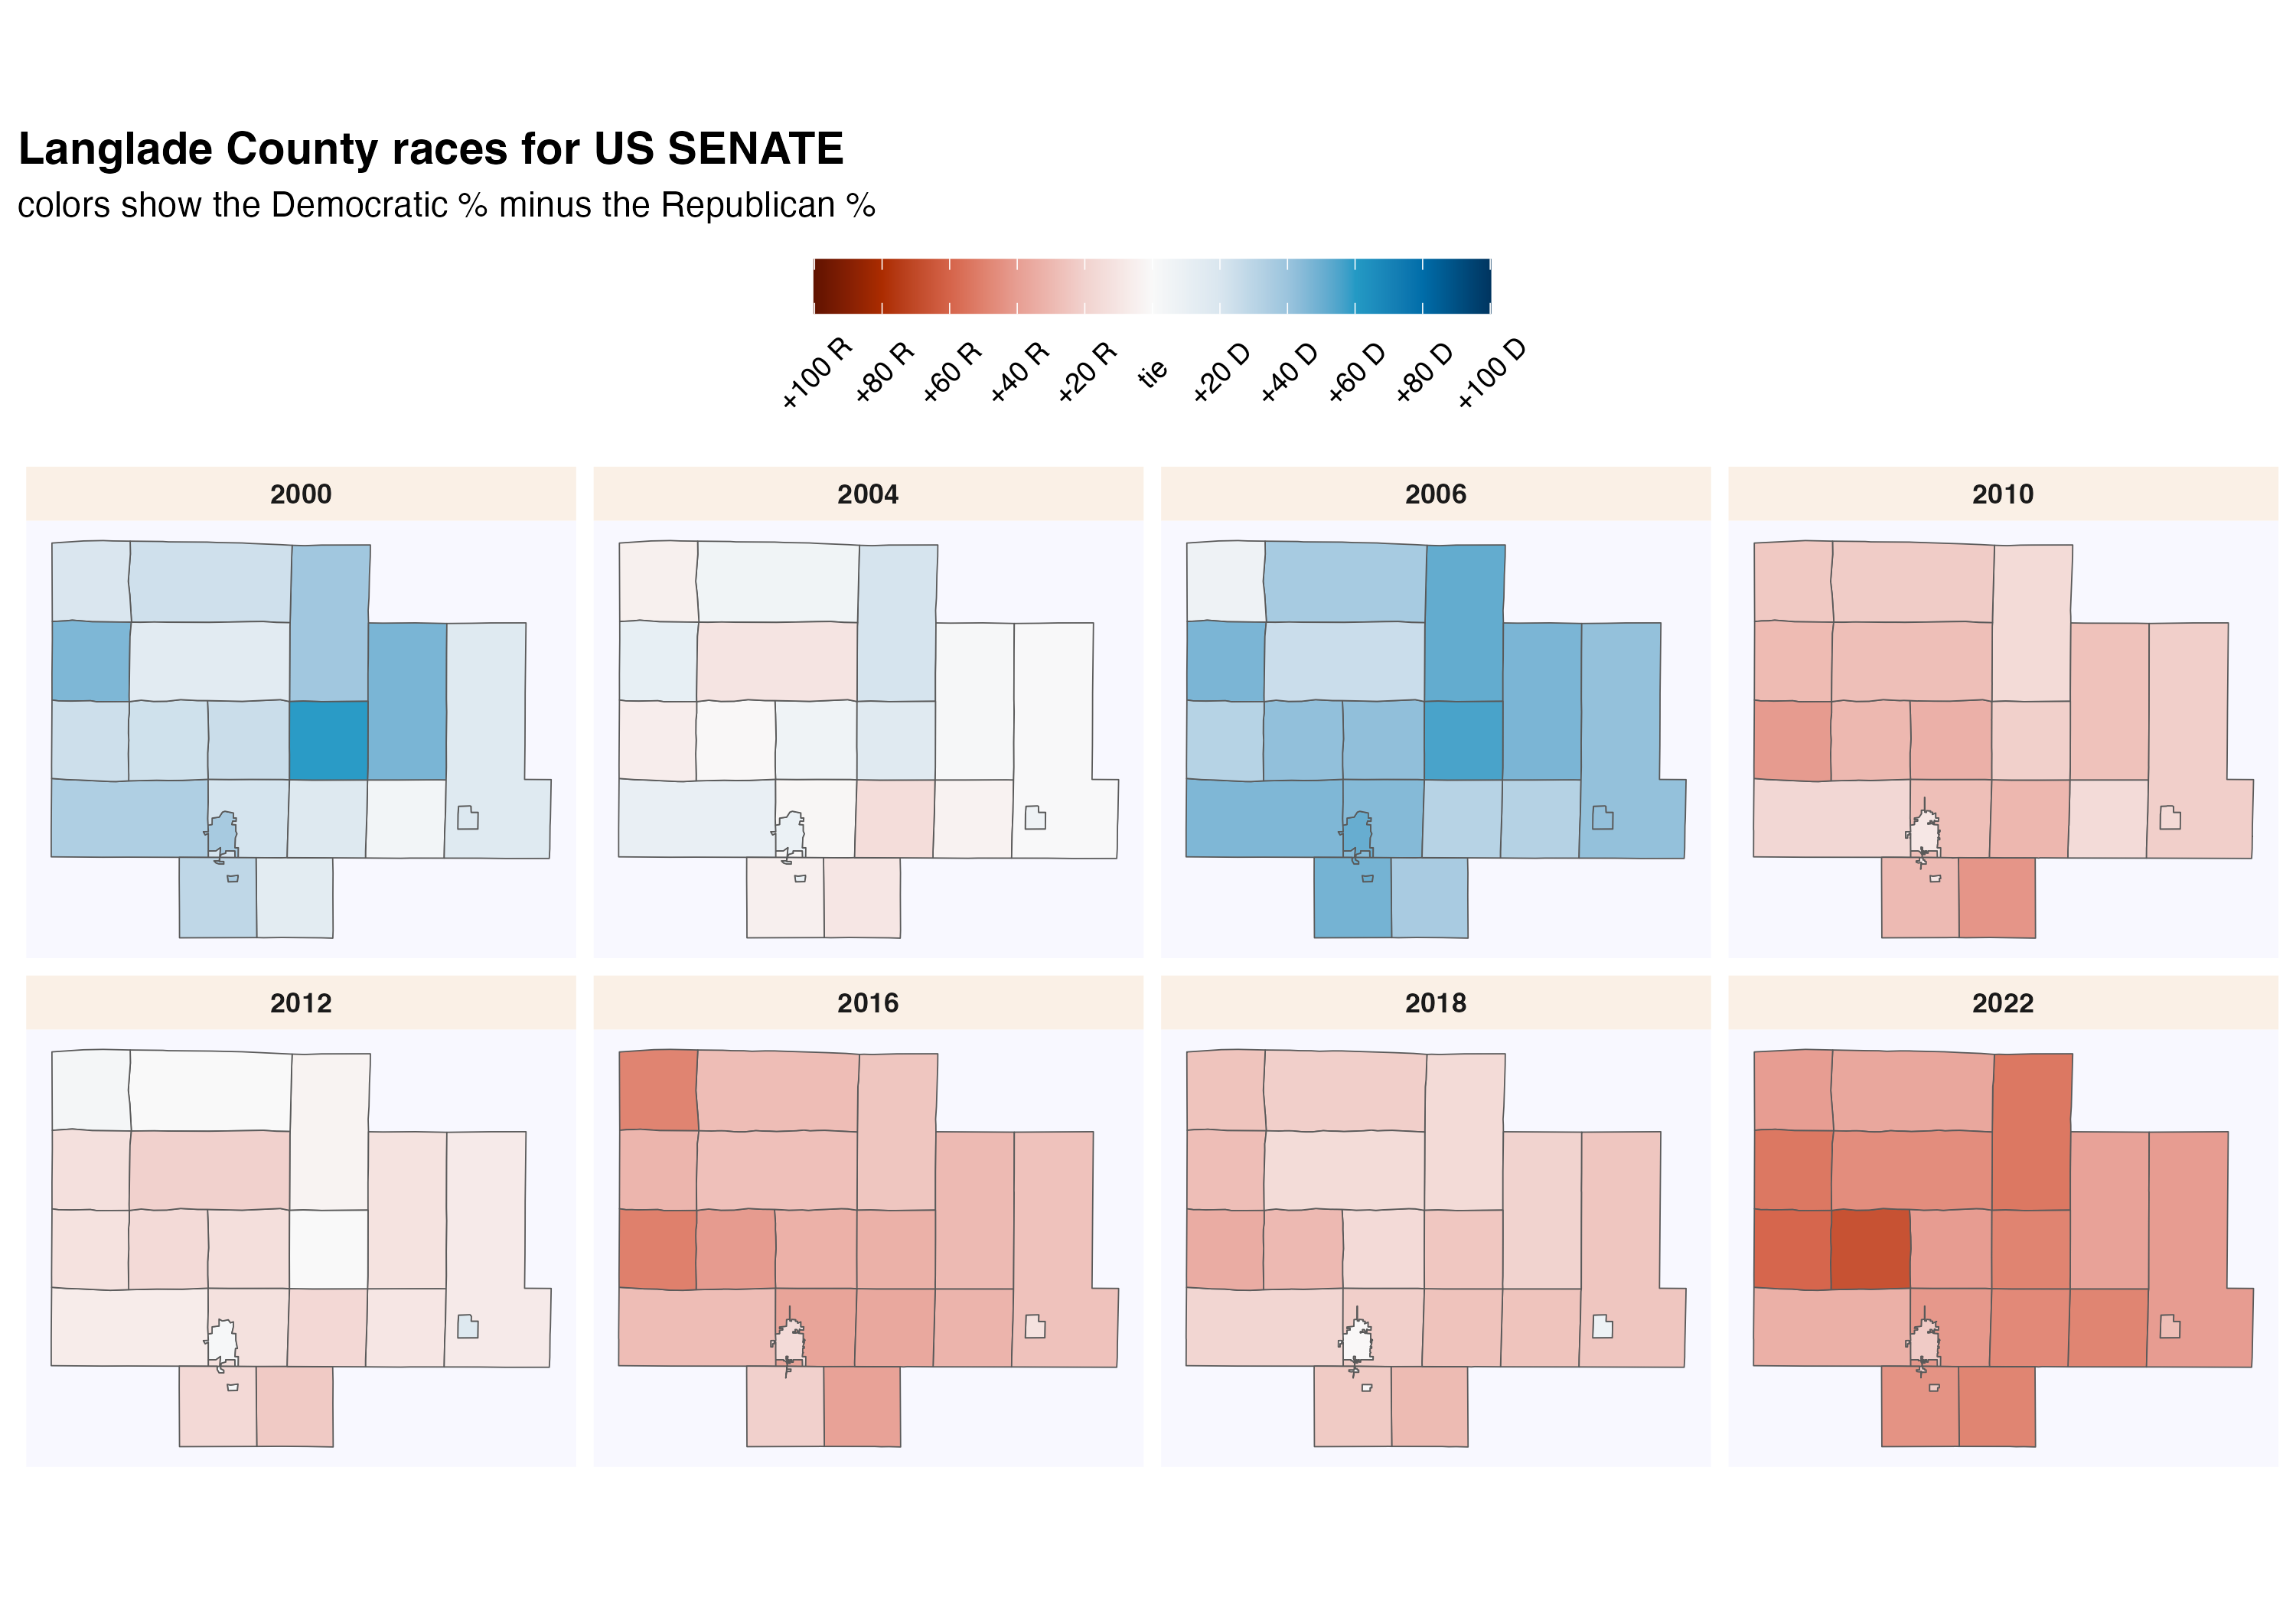 Langlade County races for US SENATE
colors show the Democratic % minus the Republican %
+100 R
+80 R
+60 R
+40 R
+20 R
tie
+20 D
+40 D
+60 D
+80 D
+100 D
2000
2004
2006
2010
2012
2016
2018
2022